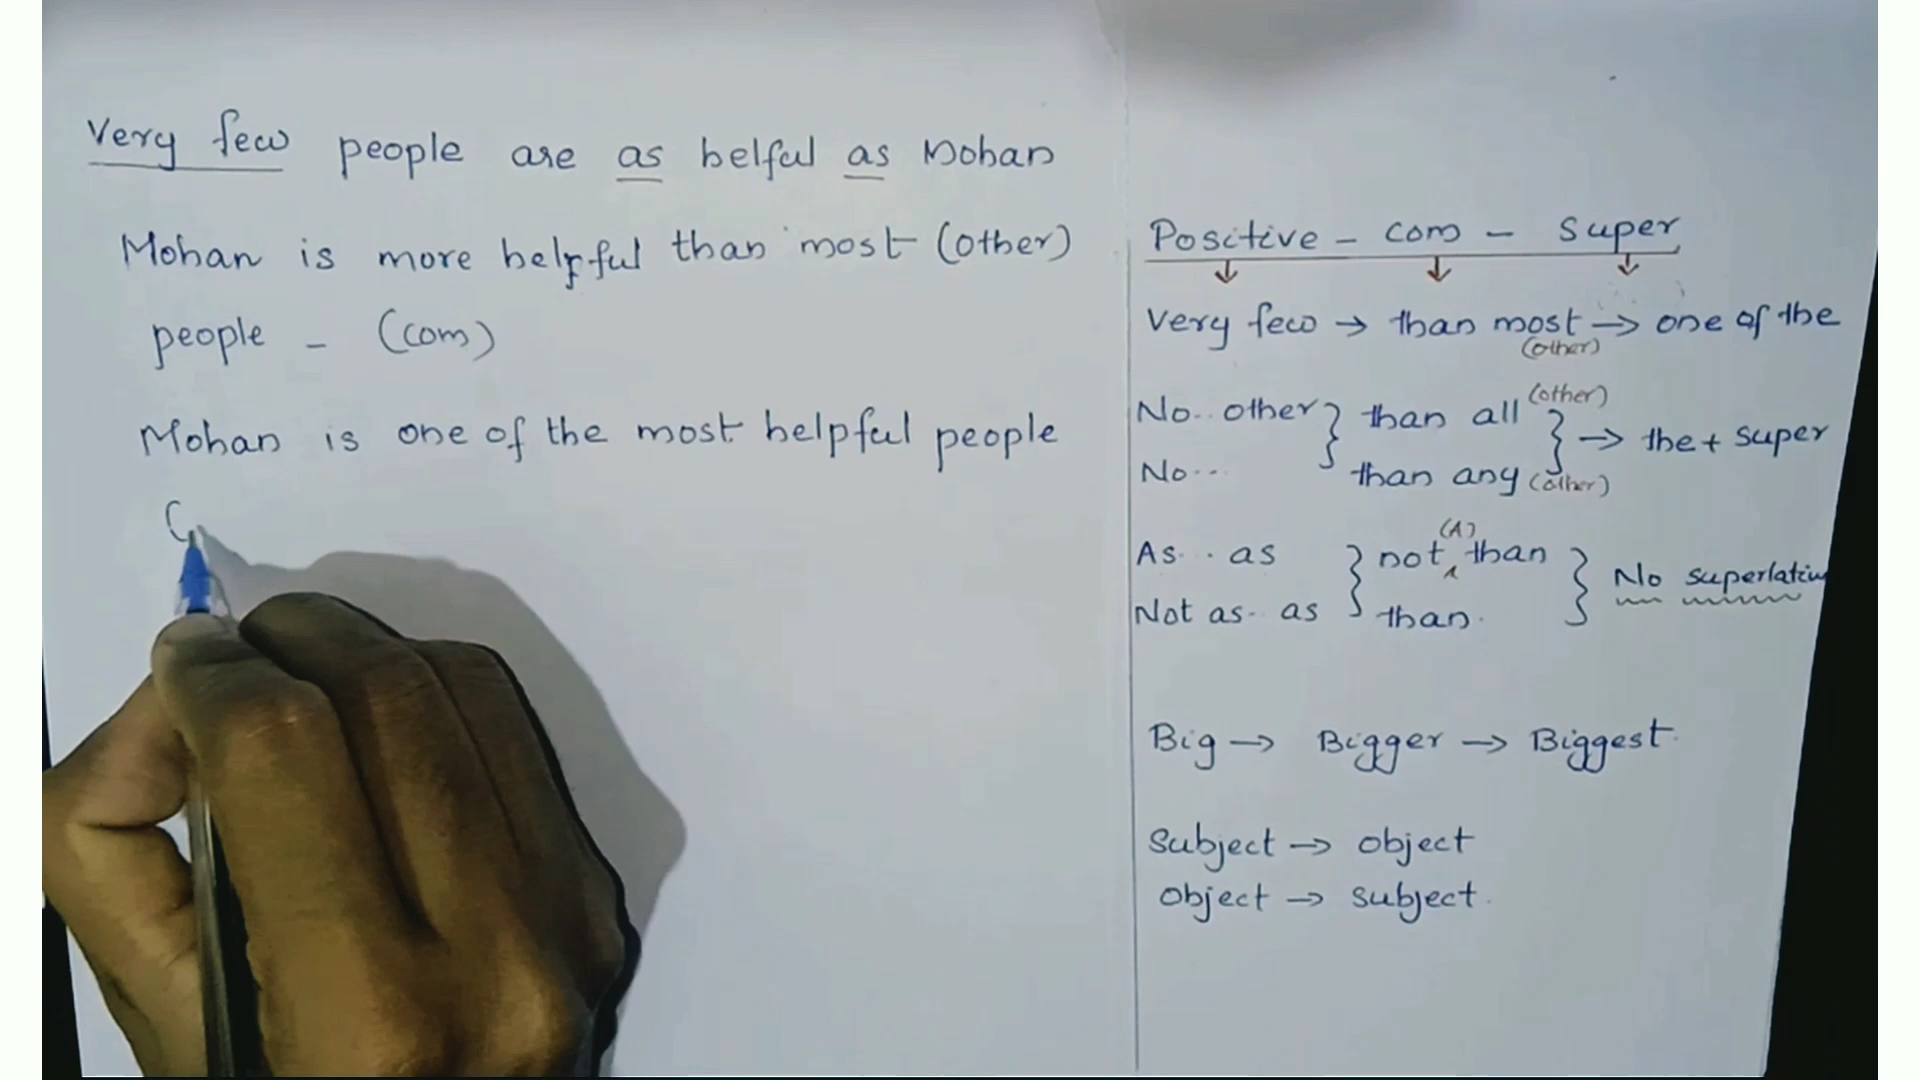 Very few people are as belful as Mohan
Mohan is more helpful than most (other)
people - (com)
Mohan is one of the most helpful people
(
Positive - com - Super
Very few → than most → one of the
(other)
(other)
No.. other } than all } → the + super
No... than any (other)
(A)
As... as } not ‸ than } No superlativ
Not as.. as than.
Big → Bigger → Biggest.
Subject → object
object → subject.